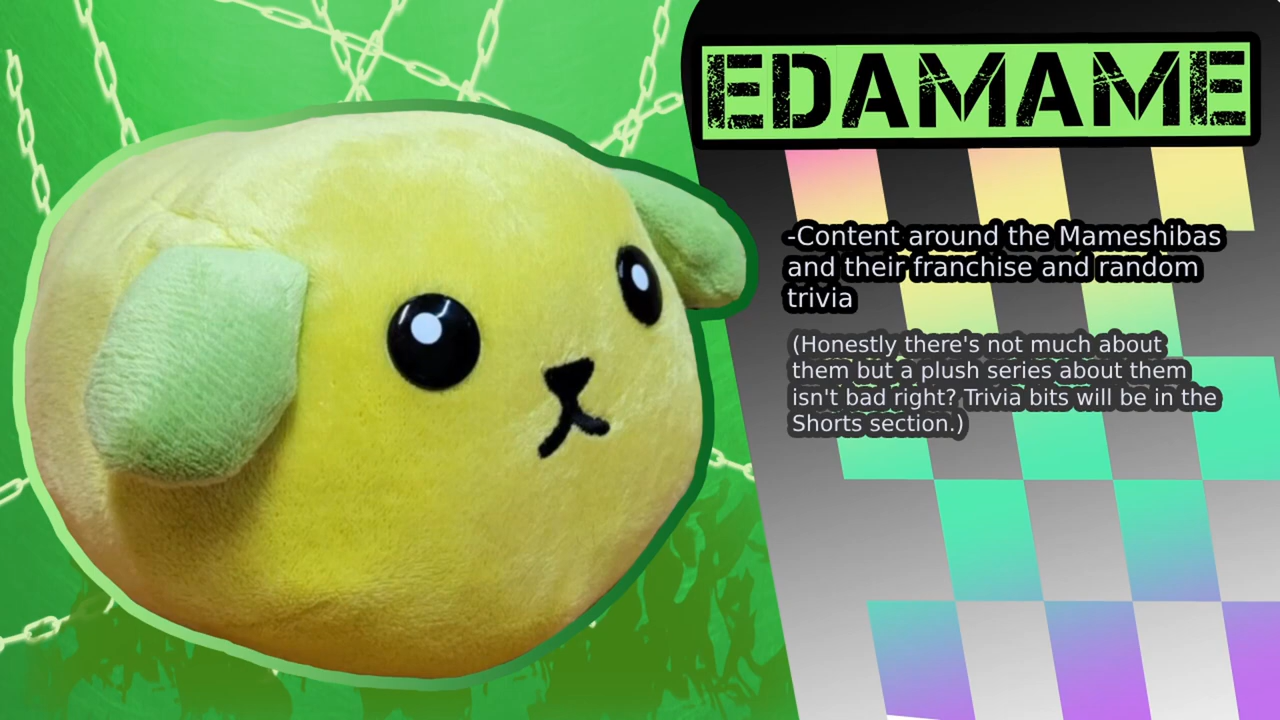 EDAMAME
-Content around the Mameshibas
and their franchise and random
trivia
(Honestly there's not much about
them but a plush series about them
isn't bad right? Trivia bits will be in the
Shorts section.)